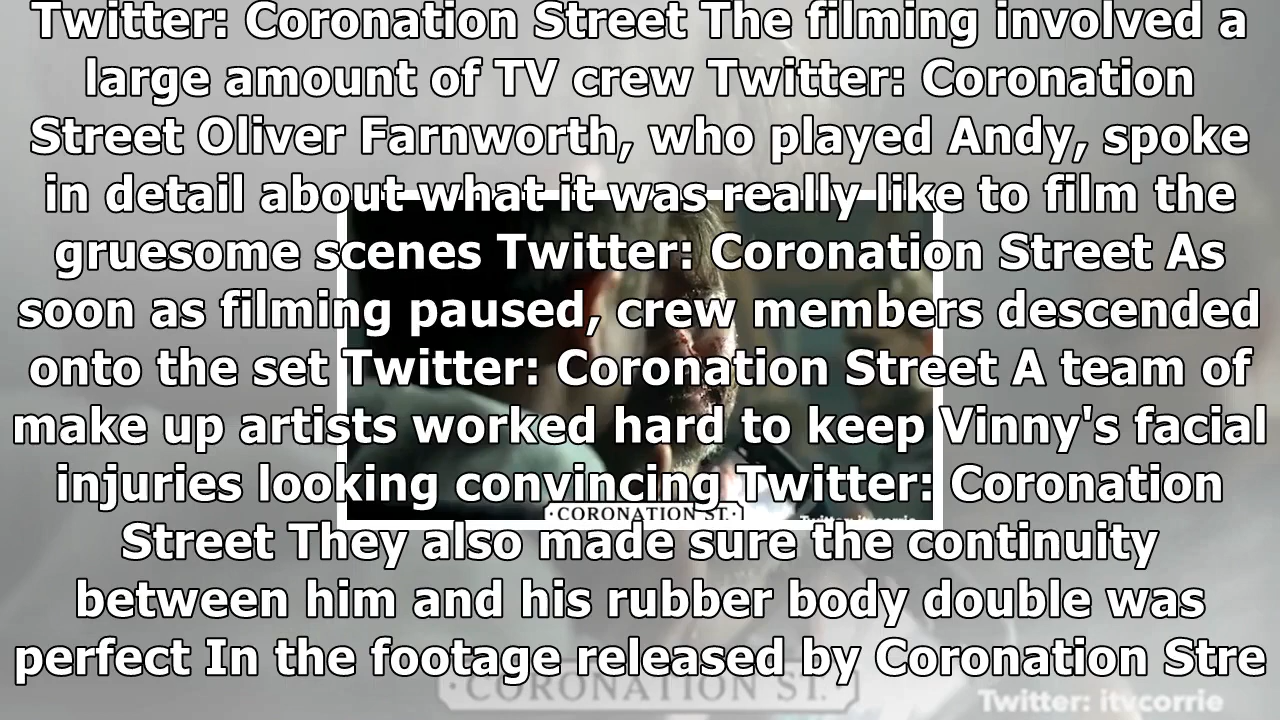 Twitter: Coronation Street The filming involved a
large amount of TV crew Twitter: Coronation
Street Oliver Farnworth, who played Andy, spoke
in detail about what it was really like to film the
gruesome scenes Twitter: Coronation Street As
soon as filming paused, crew members descended
onto the set Twitter: Coronation Street A team of
make up artists worked hard to keep Vinny's facial
injuries looking convincing Twitter: Coronation
·CORONATION ST.·
Twitter: itvcorrie
Street They also made sure the continuity
between him and his rubber body double was
perfect In the footage released by Coronation Stre
·CORONATION ST.·
Twitter: itvcorrie